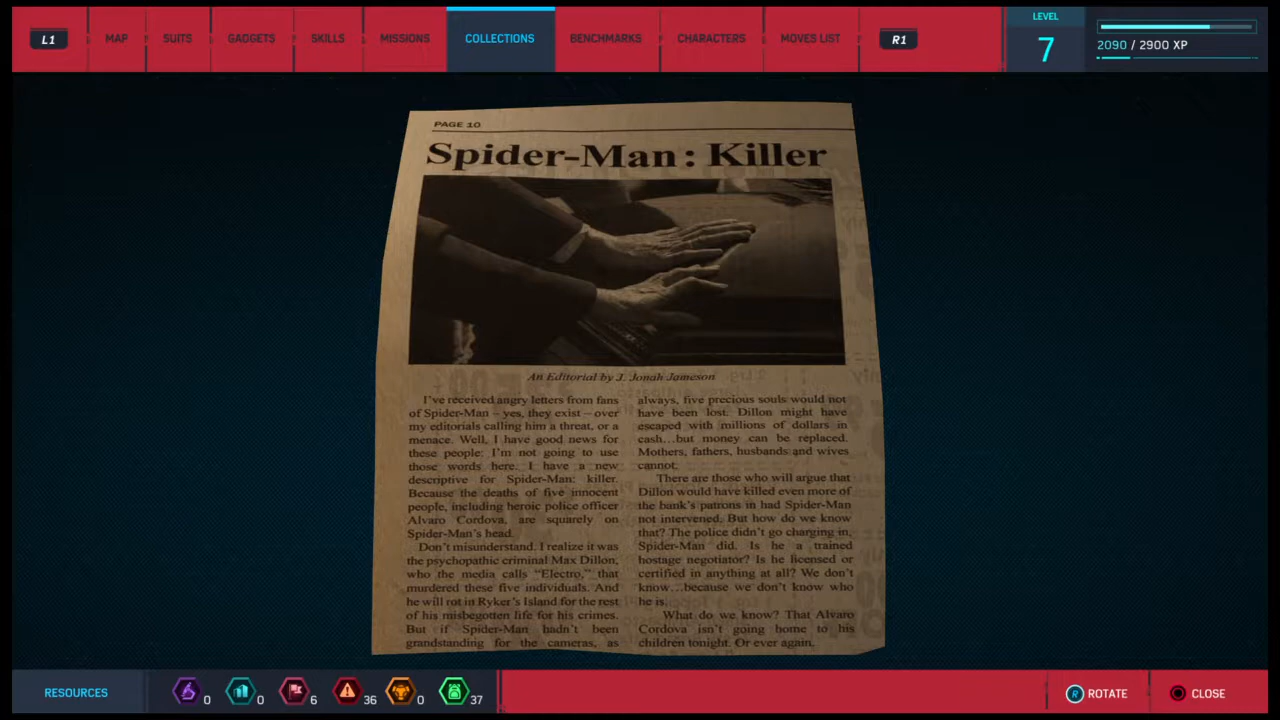 L1 MAP SUITS GADGETS SKILLS MISSIONS COLLECTIONS BENCHMARKS CHARACTERS MOVES LIST R1
LEVEL
7
2090 / 2900 XP
PAGE 10
Spider-Man: Killer
An Editorial by J. Jonah Jameson
I've received angry letters from fans
of Spider-Man – yes, they exist – over
my editorials calling him a threat, or a
menace. Well, I have good news for
these people: I'm not going to use
those words here. I have a new
descriptive for Spider-Man: killer.
Because the deaths of five innocent
people, including heroic police officer
Alvaro Cordova, are squarely on
Spider-Man's head.
Don't misunderstand. I realize it was
the psychopathic criminal Max Dillon,
who the media calls "Electro," that
murdered these five individuals. And
he will rot in Ryker's Island for the rest
of his misbegotten life for his crimes.
But if Spider-Man hadn't been
grandstanding for the cameras, as
always, five precious souls would not
have been lost. Dillon might have
escaped with millions of dollars in
cash...but money can be replaced.
Mothers, fathers, husbands and wives
cannot.
There are those who will argue that
Dillon would have killed even more of
the bank's patrons in had Spider-Man
not intervened. But how do we know
that? The police didn't go charging in,
Spider-Man did. Is he a trained
hostage negotiator? Is he licensed or
certified in anything at all? We don't
know...because we don't know who
he is.
What do we know? That Alvaro
Cordova isn't going home to his
children tonight. Or ever again.
RESOURCES 0 0 6 36 0 37
R ROTATE CLOSE